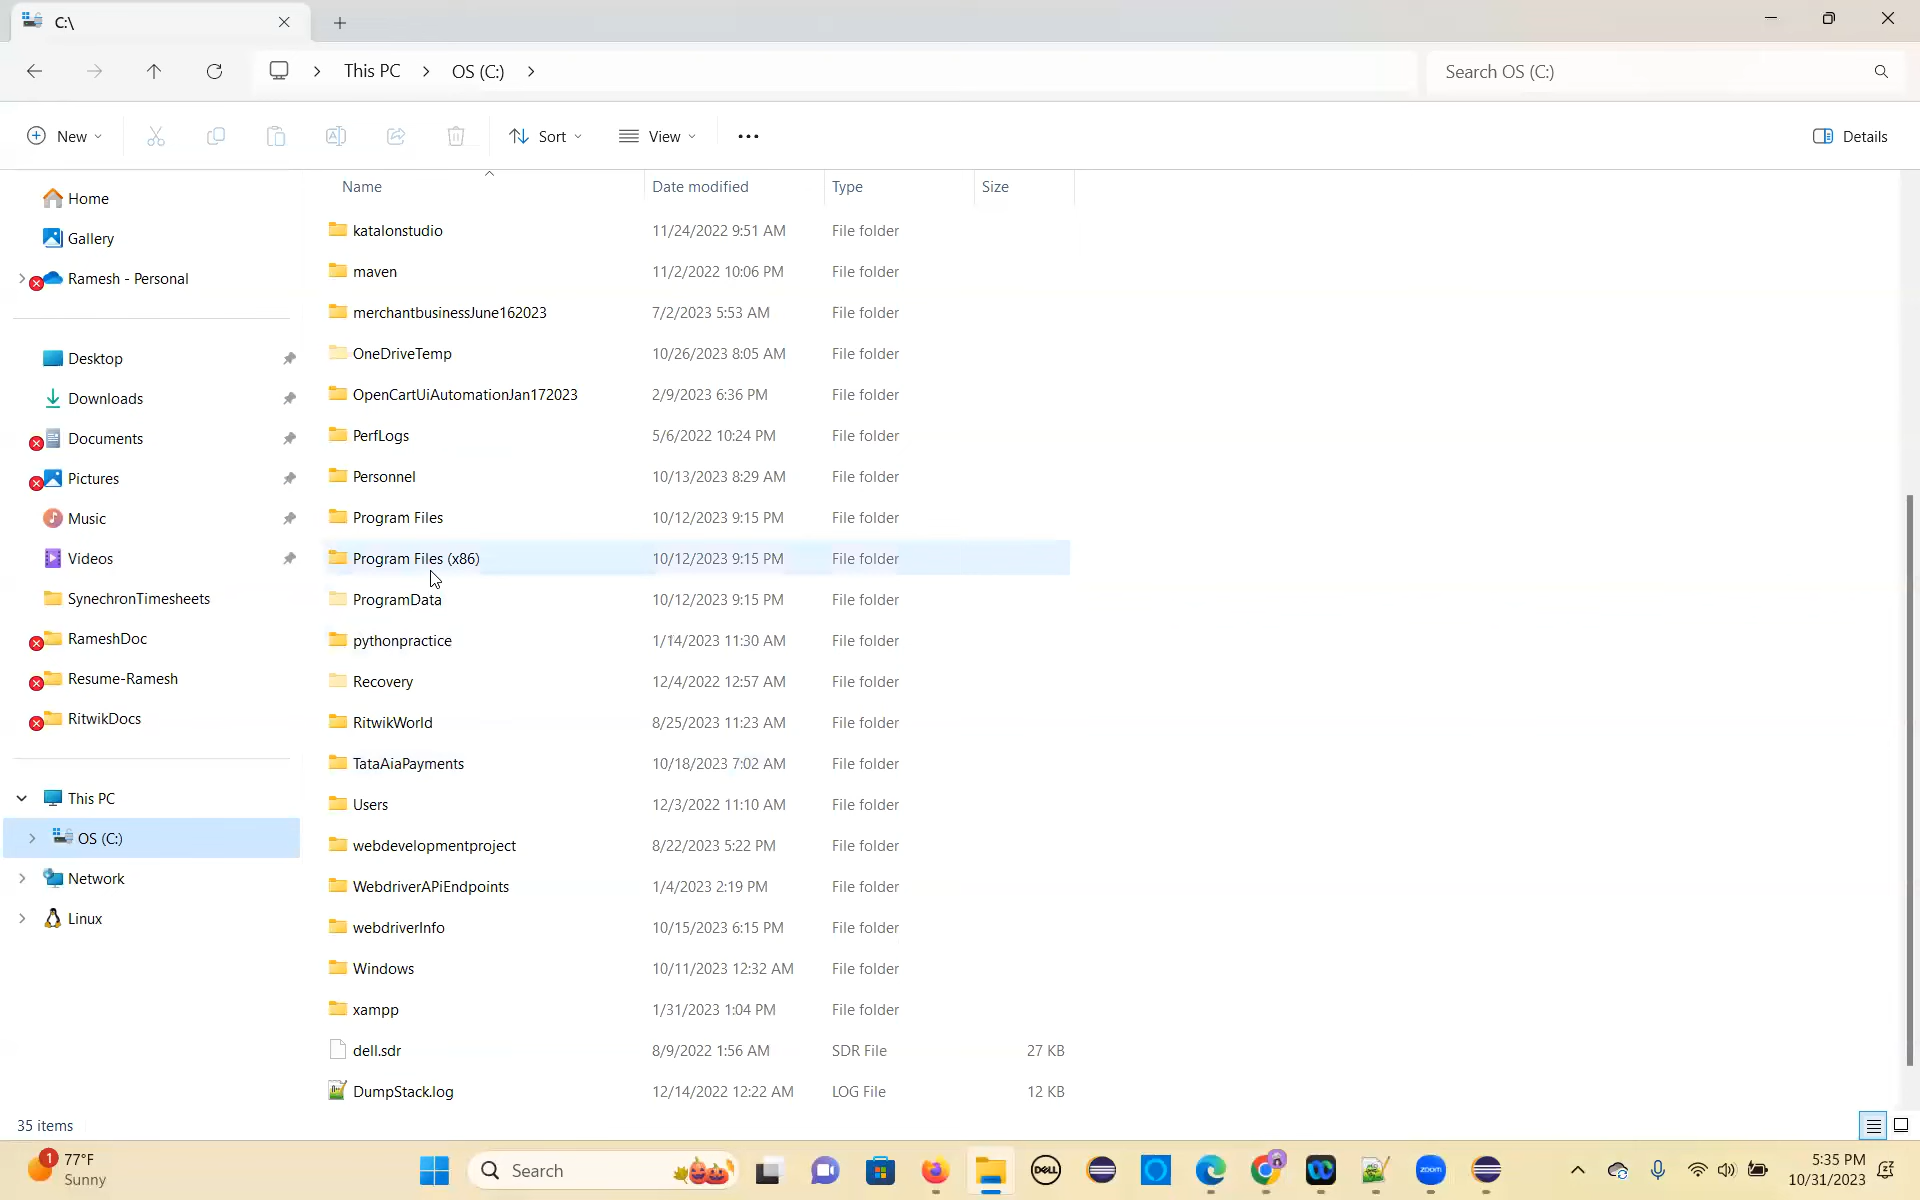 C:\
This PC OS (C:)
Search OS (C:)
New Sort View Details
Name Date modified Type Size
Home
Gallery
Ramesh - Personal
Desktop
Downloads
Documents
Pictures
Music
Videos
SynechronTimesheets
RameshDoc
Resume-Ramesh
RitwikDocs
This PC
OS (C:)
Network
Linux
katalonstudio 11/24/2022 9:51 AM File folder
maven 11/2/2022 10:06 PM File folder
merchantbusinessJune162023 7/2/2023 5:53 AM File folder
OneDriveTemp 10/26/2023 8:05 AM File folder
OpenCartUiAutomationJan172023 2/9/2023 6:36 PM File folder
PerfLogs 5/6/2022 10:24 PM File folder
Personnel 10/13/2023 8:29 AM File folder
Program Files 10/12/2023 9:15 PM File folder
Program Files (x86) 10/12/2023 9:15 PM File folder
ProgramData 10/12/2023 9:15 PM File folder
pythonpractice 1/14/2023 11:30 AM File folder
Recovery 12/4/2022 12:57 AM File folder
RitwikWorld 8/25/2023 11:23 AM File folder
TataAiaPayments 10/18/2023 7:02 AM File folder
Users 12/3/2022 11:10 AM File folder
webdevelopmentproject 8/22/2023 5:22 PM File folder
WebdriverAPiEndpoints 1/4/2023 2:19 PM File folder
webdriverInfo 10/15/2023 6:15 PM File folder
Windows 10/11/2023 12:32 AM File folder
xampp 1/31/2023 1:04 PM File folder
dell.sdr 8/9/2022 1:56 AM SDR File 27 KB
DumpStack.log 12/14/2022 12:22 AM LOG File 12 KB
35 items
1
77°F
Sunny
Search
DELL
zoom
5:35 PM
10/31/2023